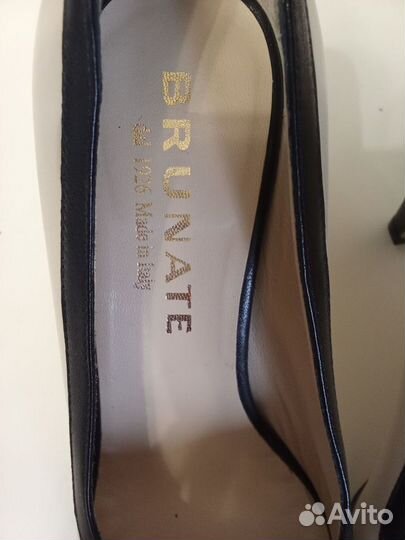 BRUNATE
dal 1926 Made in Italy
Avito